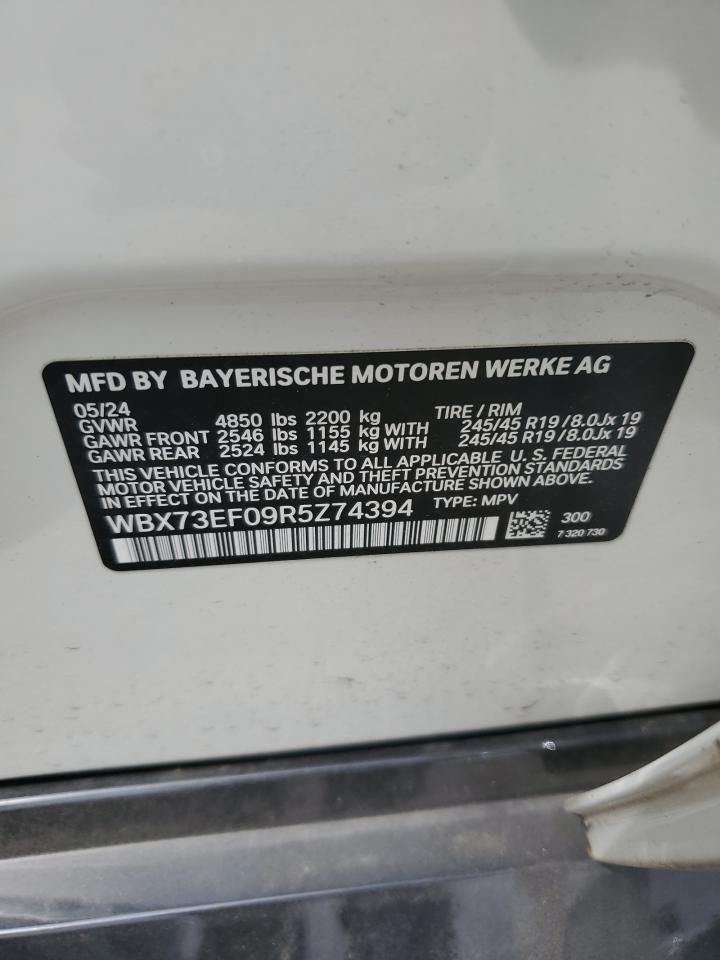 MFD BY BAYERISCHE MOTOREN WERKE AG
05/24 TIRE / RIM
GVWR 4850 lbs 2200 kg
GAWR FRONT 2546 lbs 1155 kg WITH 245/45 R19 / 8.0Jx 19
GAWR REAR 2524 lbs 1145 kg WITH 245/45 R19 / 8.0Jx 19
THIS VEHICLE CONFORMS TO ALL APPLICABLE U. S. FEDERAL
MOTOR VEHICLE SAFETY AND THEFT PREVENTION STANDARDS
IN EFFECT ON THE DATE OF MANUFACTURE SHOWN ABOVE.
WBX73EF09R5Z74394 TYPE: MPV
300
7 320 730